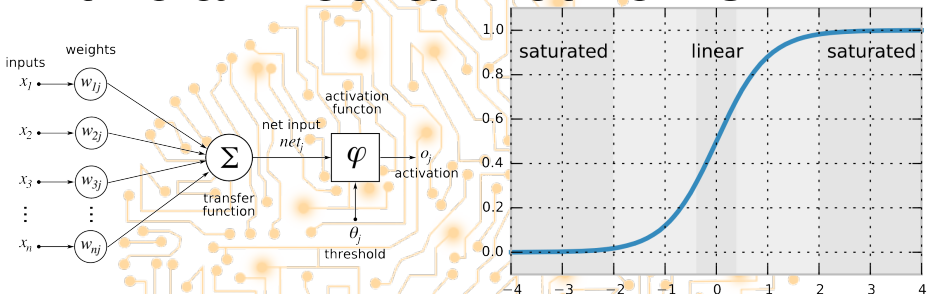 inputs
weights
x1
w1j
x2
w2j
x3
w3j
⋮
⋮
xn
wnj
Σ
transfer
function
net input
netj
activation
functon
φ
oj
activation
θj
threshold
saturated
linear
saturated
1.0
0.8
0.6
0.4
0.2
0.0
−4 −3 −2 −1 0 1 2 3 4